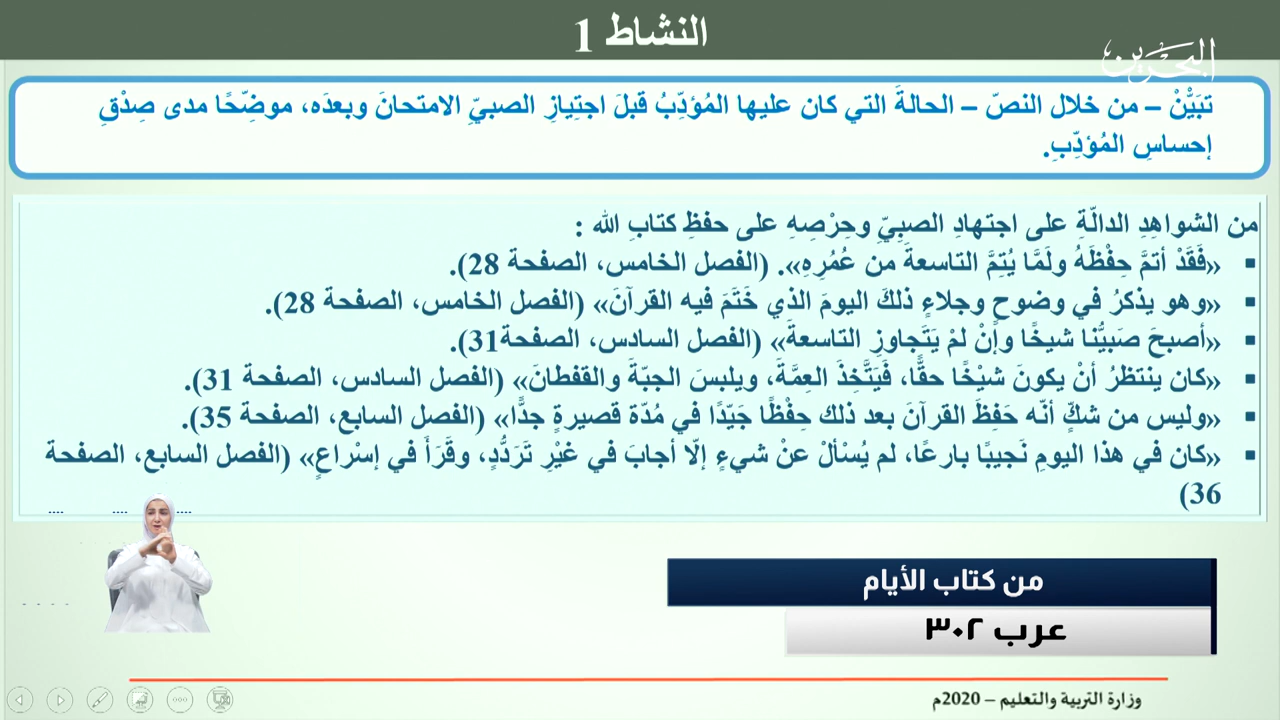 النشاط 1
البحرين
تبَيَّنْ – من خلال النصّ – الحالةَ التي كان عليها المُؤدِّبُ قبلَ اجتِيازِ الصبيّ الامتحانَ وبعدَه، موضّحًا مدى صِدْقِ
إحساسِ المُؤدِّبِ.
من الشواهِدِ الدالّةِ على اجتهادِ الصبيّ وحِرْصِهِ على حفظِ كتابِ الله :
▪ «فَقَدْ أتمَّ حِفْظَهُ ولَمَّا يُتِمَّ التاسعةَ من عُمُرِهِ». (الفصل الخامس، الصفحة 28).
▪ «وهو يذكرُ في وضوحٍ وجلاءٍ ذلكَ اليومَ الذي خَتَمَ فيه القرآنَ» (الفصل الخامس، الصفحة 28).
▪ «أصبحَ صَبيُّنا شيخًا وإنْ لمْ يَتَجاوزِ التاسعةَ» (الفصل السادس، الصفحة31).
▪ «كان ينتظرُ أنْ يكونَ شيْخًا حقًّا، فَيَتَّخِذَ العِمَّةَ، ويلبسَ الجبّةَ والقفطانَ» (الفصل السادس، الصفحة 31).
▪ «وليس من شكٍّ أنّه حَفِظَ القرآنَ بعد ذلك حِفْظًا جَيّدًا في مُدّة قصيرةٍ جدًّا» (الفصل السابع، الصفحة 35).
▪ «كان في هذا اليومِ نَجيبًا بارعًا، لم يُسْألْ عنْ شيءٍ إلّا أجابَ في غيْرِ تَرَدُّدٍ، وقَرَأَ في إسْراعٍ» (الفصل السابع، الصفحة
36)
من كتاب الأيام
عرب ٣٠٢
وزارة التربية والتعليم – 2020م